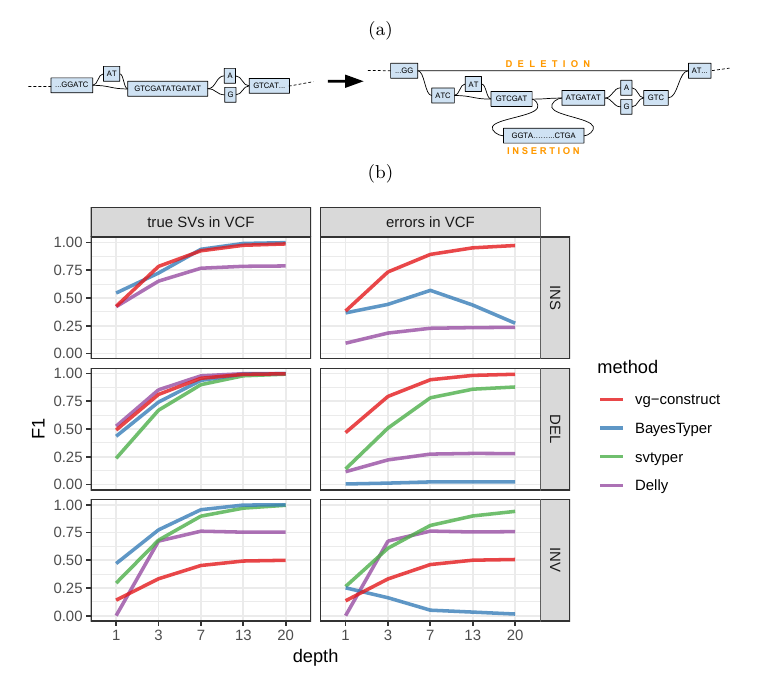 (a)
...GGATC
AT
GTCGATATGATAT
A
G
GTCAT...
DELETION
...GG
AT...
ATC
AT
GTCGAT
ATGATAT
A
G
GTC
GGTA.........CTGA
INSERTION
(b)
true SVs in VCF
errors in VCF
1.00
0.75
0.50
0.25
0.00
INS
1.00
0.75
0.50
0.25
0.00
DEL
1.00
0.75
0.50
0.25
0.00
INV
F1
1 3 7 13 20
1 3 7 13 20
depth
method
vg−construct
BayesTyper
svtyper
Delly